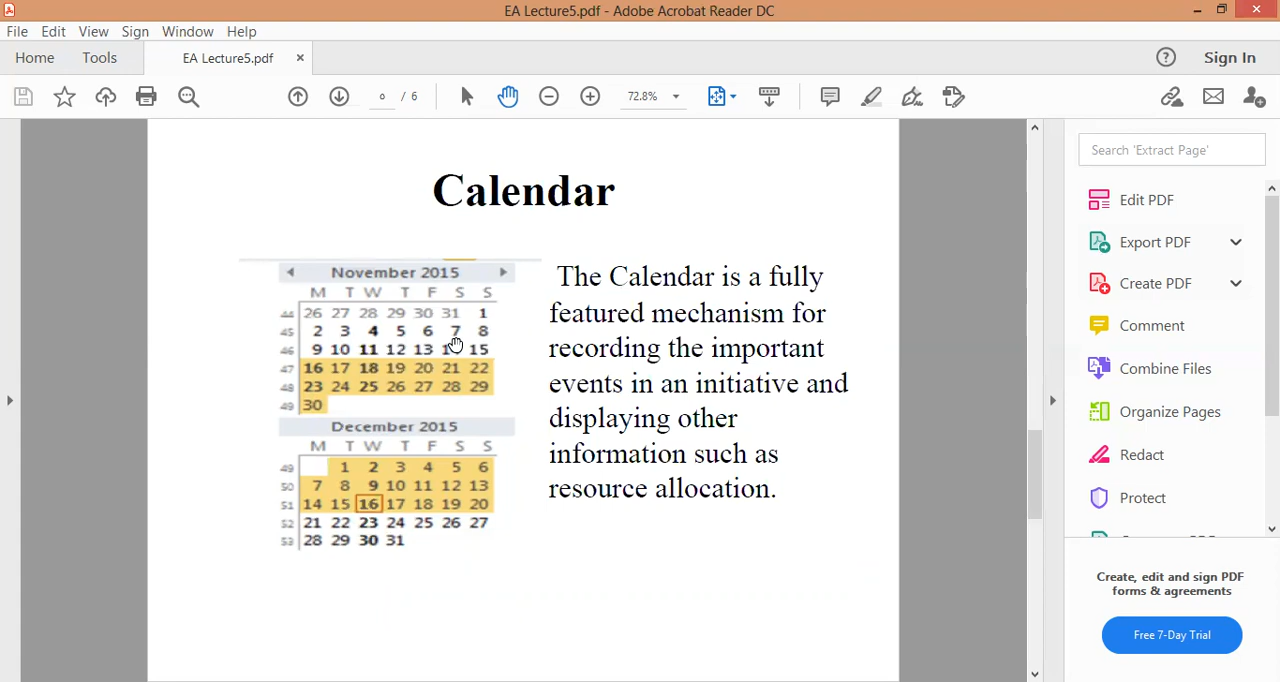 EA Lecture5.pdf - Adobe Acrobat Reader DC
File Edit View Sign Window Help
Home Tools EA Lecture5.pdf × ? Sign In
/ 6 72.8%
Search 'Extract Page'
Edit PDF
Export PDF
Create PDF
Comment
Combine Files
Organize Pages
Redact
Protect
Create, edit and sign PDF
forms & agreements
Free 7-Day Trial
Calendar
November 2015
M T W T F S S
44 26 27 28 29 30 31 1
45 2 3 4 5 6 7 8
46 9 10 11 12 13 15
47 16 17 18 19 20 21 22
48 23 24 25 26 27 28 29
49 30
December 2015
M T W T F S S
49 1 2 3 4 5 6
50 7 8 9 10 11 12 13
51 14 15 16 17 18 19 20
52 21 22 23 24 25 26 27
53 28 29 30 31
The Calendar is a fully
featured mechanism for
recording the important
events in an initiative and
displaying other
information such as
resource allocation.